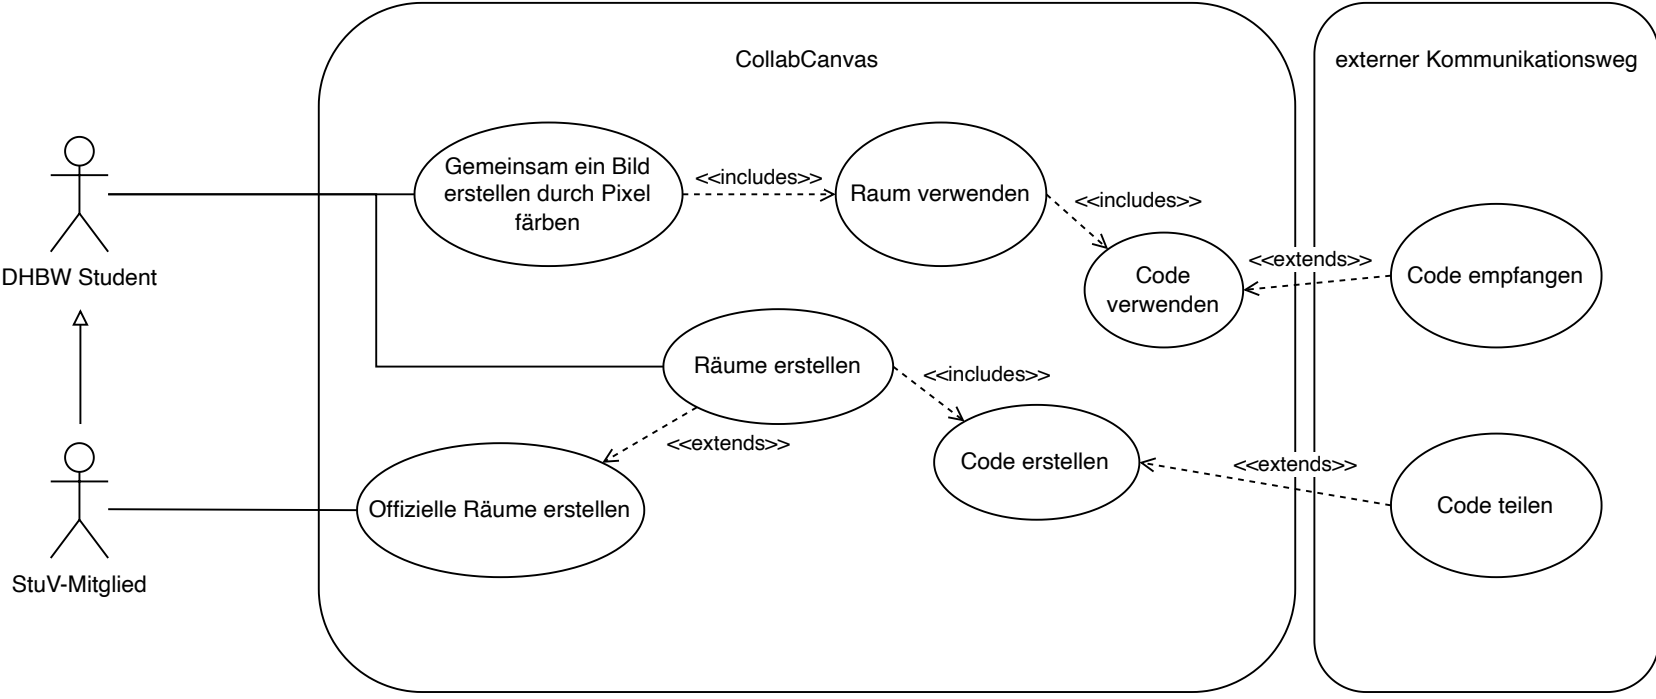 CollabCanvas
externer Kommunikationsweg
Gemeinsam ein Bild
erstellen durch Pixel
färben
<<includes>>
Raum verwenden
<<includes>>
Code
verwenden
<<extends>>
Code empfangen
DHBW Student
Räume erstellen
<<includes>>
<<extends>>
Code erstellen
<<extends>>
Code teilen
Offizielle Räume erstellen
StuV-Mitglied